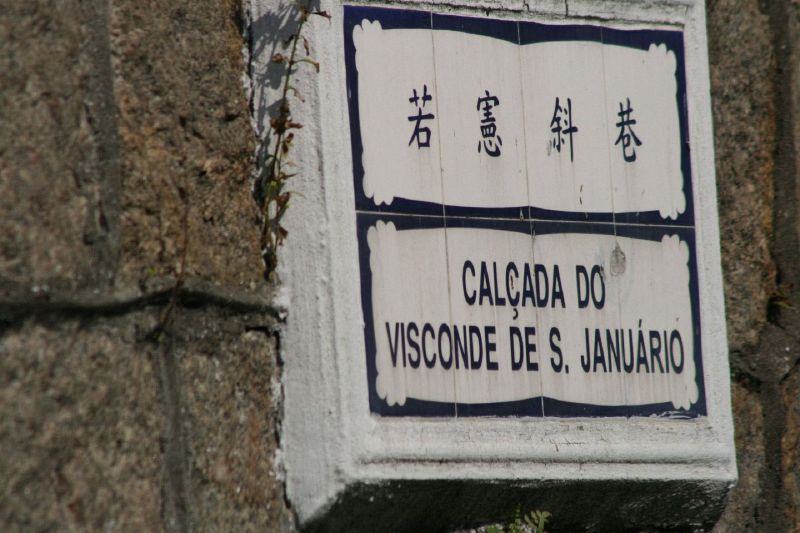 若憲斜巷
CALÇADA DO
VISCONDE DE S. JANUÁRIO